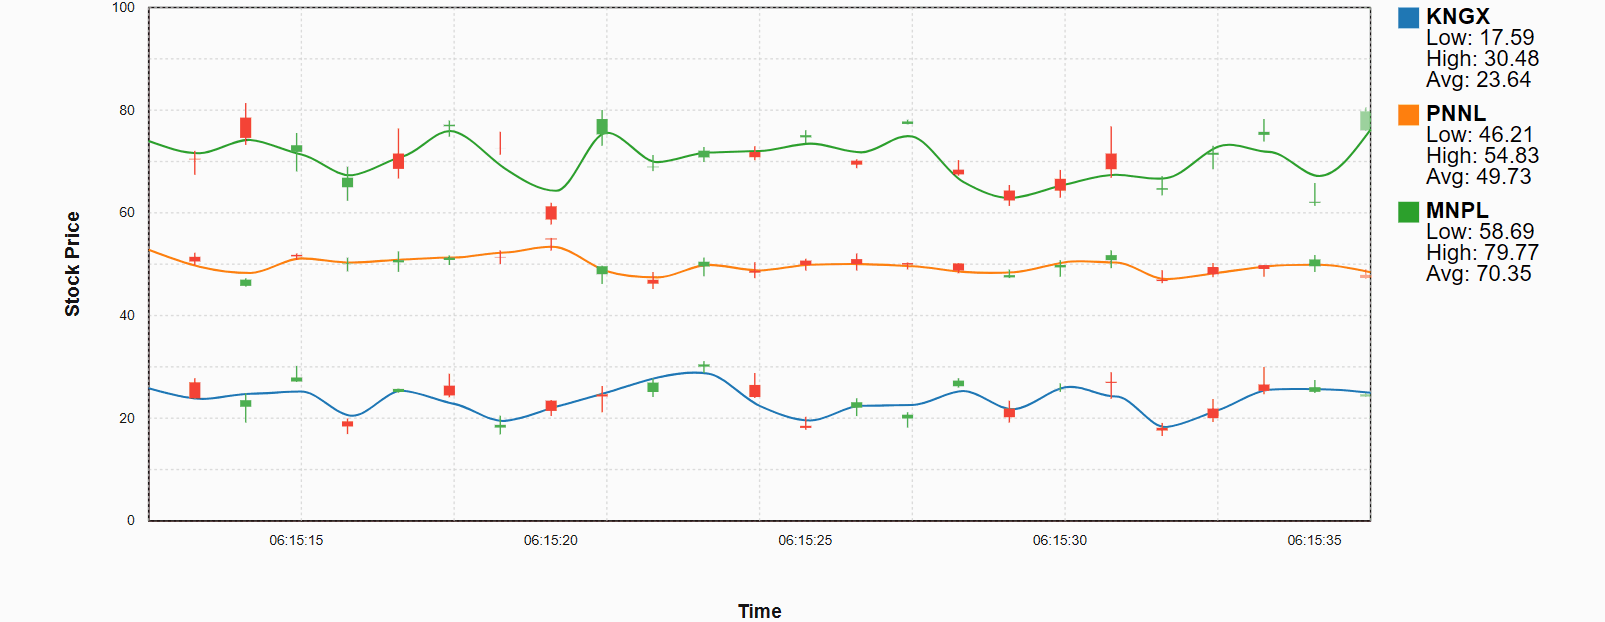 100
80
60
40
20
0
Stock Price
06:15:15
06:15:20
06:15:25
06:15:30
06:15:35
Time
KNGX
Low: 17.59
High: 30.48
Avg: 23.64
PNNL
Low: 46.21
High: 54.83
Avg: 49.73
MNPL
Low: 58.69
High: 79.77
Avg: 70.35